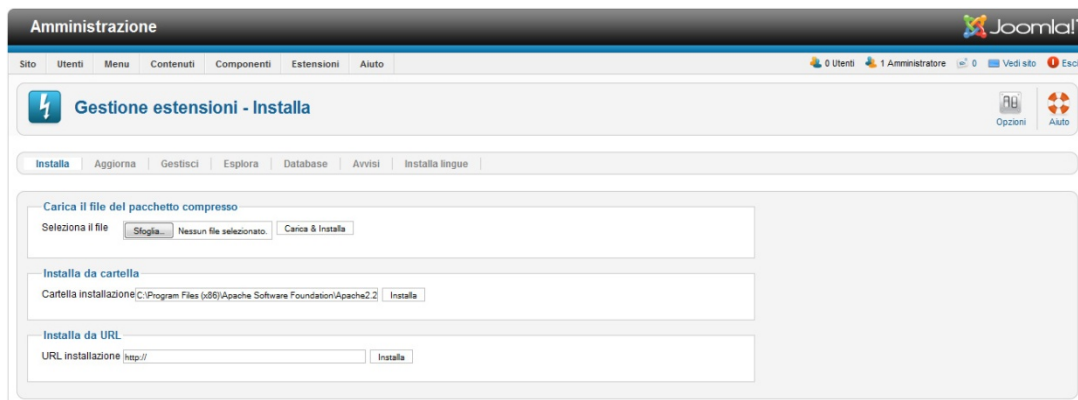 Amministrazione
Joomla!
Sito Utenti Menu Contenuti Componenti Estensioni Aiuto 0 Utenti 1 Amministratore 0 Vedi sito Esci
Gestione estensioni - Installa
Opzioni Aiuto
Installa Aggiorna Gestisci Esplora Database Avvisi Installa lingue
Carica il file del pacchetto compresso
Seleziona il file Sfoglia... Nessun file selezionato. Carica & Installa
Installa da cartella
Cartella installazione C:\Program Files (x86)\Apache Software Foundation\Apache2.2 Installa
Installa da URL
URL installazione http:// Installa